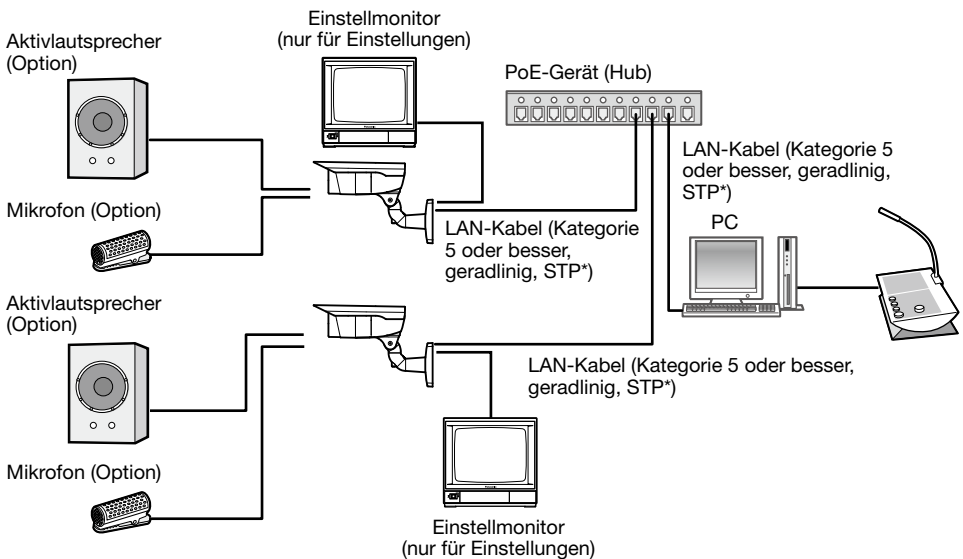 Einstellmonitor
(nur für Einstellungen)
Aktivlautsprecher
(Option)
PoE-Gerät (Hub)
LAN-Kabel (Kategorie 5
oder besser, geradlinig,
STP*)
Mikrofon (Option)
LAN-Kabel (Kategorie
5 oder besser,
geradlinig, STP*)
PC
Aktivlautsprecher
(Option)
LAN-Kabel (Kategorie 5 oder besser,
geradlinig, STP*)
Mikrofon (Option)
Einstellmonitor
(nur für Einstellungen)